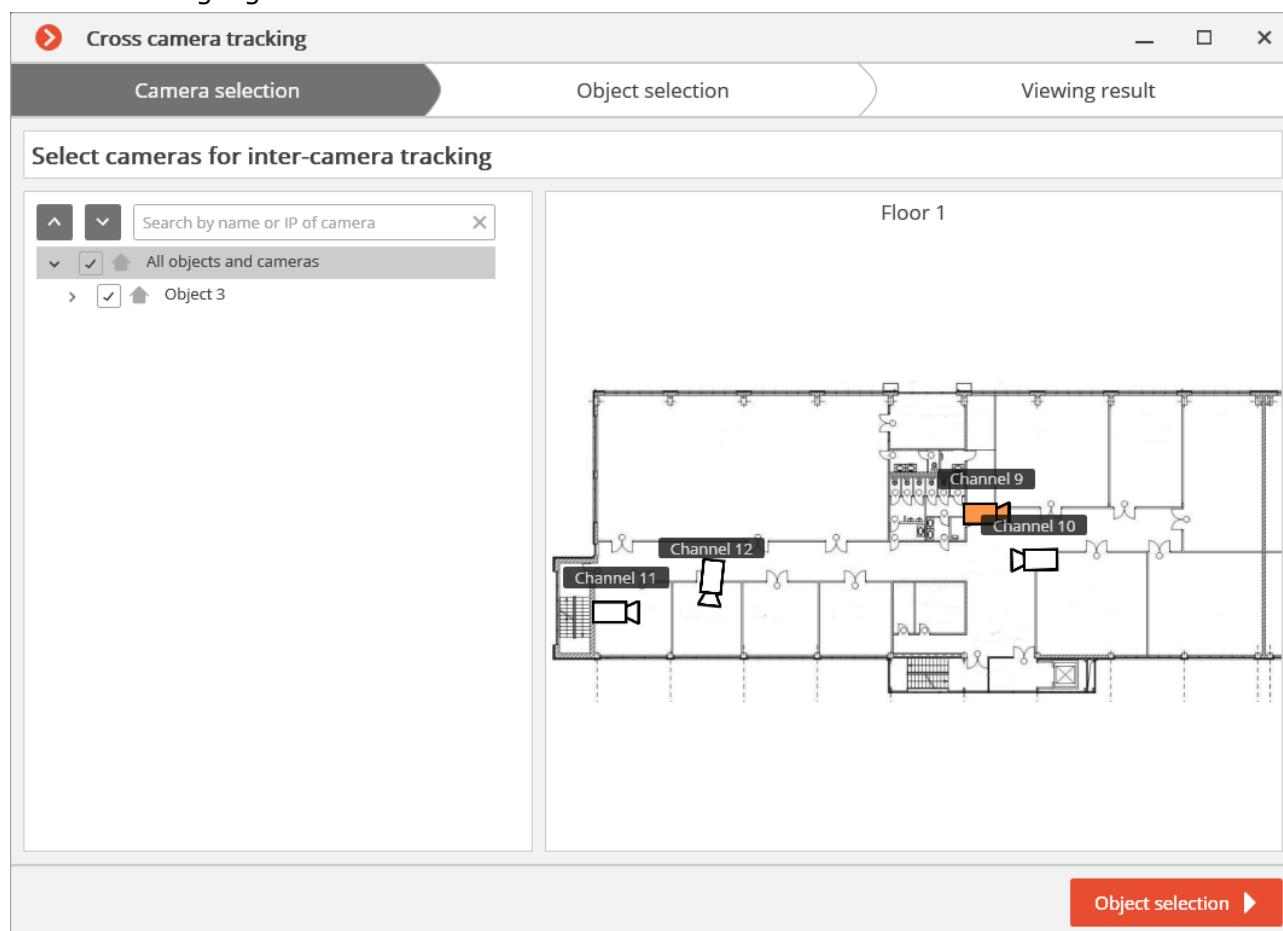 Cross camera tracking
Camera selection
Object selection
Viewing result
Select cameras for inter-camera tracking
Search by name or IP of camera
All objects and cameras
Object 3
Floor 1
Channel 9
Channel 10
Channel 12
Channel 11
Object selection